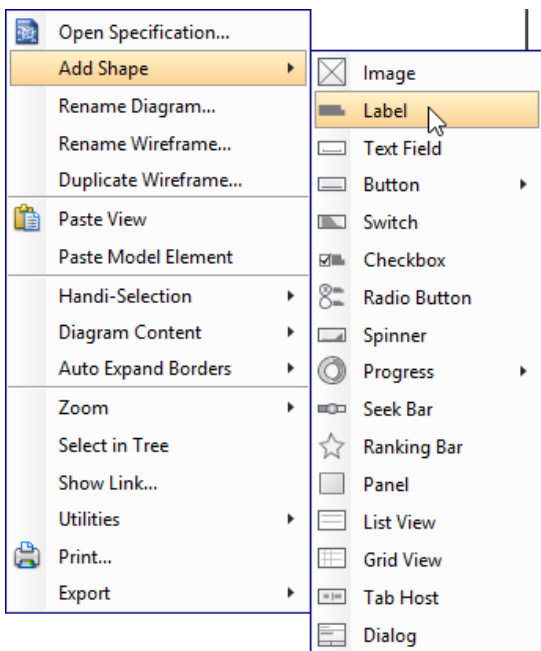 Open Specification...
Add Shape
Rename Diagram...
Rename Wireframe...
Duplicate Wireframe...
Paste View
Paste Model Element
Handi-Selection
Diagram Content
Auto Expand Borders
Zoom
Select in Tree
Show Link...
Utilities
Print...
Export
Image
Label
Text Field
Button
Switch
Checkbox
Radio Button
Spinner
Progress
Seek Bar
Ranking Bar
Panel
List View
Grid View
Tab Host
Dialog